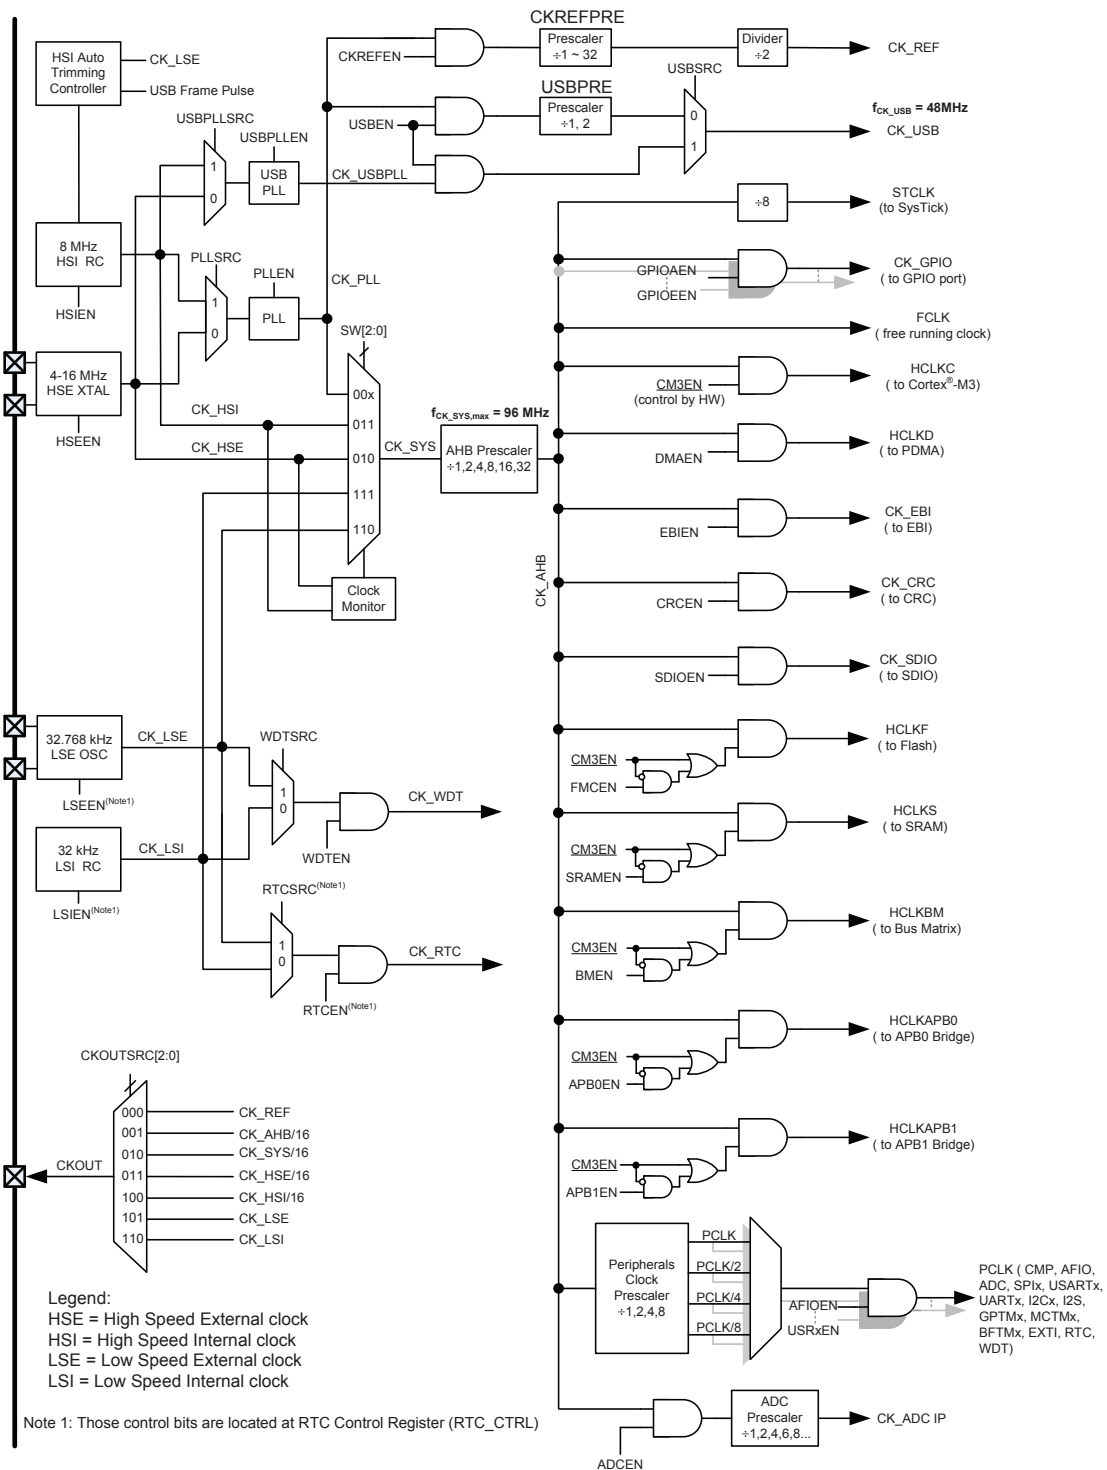 CKREFPRE
HSI Auto
Trimming
Controller
CK_LSE
USB Frame Pulse
CKREFEN
Prescaler
÷1 ~ 32
Divider
÷2
CK_REF
USBSRC
USBPRE
Prescaler
÷1, 2
USBEN
0
1
fCK_USB = 48MHz
CK_USB
USBPLLSRC
USBPLLEN
1
0
USB
PLL
CK_USBPLL
÷8
STCLK
(to SysTick)
8 MHz
HSI RC
HSIEN
PLLSRC
PLLEN
1
0
PLL
CK_PLL
GPIOAEN
GPIOEEN
CK_GPIO
( to GPIO port)
FCLK
( free running clock)
SW[2:0]
4-16 MHz
HSE XTAL
HSEEN
CK_HSI
CK_HSE
00x
011
010
111
110
CK_SYS
fCK_SYS,max = 96 MHz
AHB Prescaler
÷1,2,4,8,16,32
CM3EN
(control by HW)
HCLKC
( to Cortex®-M3)
DMAEN
HCLKD
( to PDMA)
EBIEN
CK_EBI
( to EBI)
Clock
Monitor
CK_AHB
CRCEN
CK_CRC
( to CRC)
SDIOEN
CK_SDIO
( to SDIO)
32.768 kHz
LSE OSC
LSEEN(Note1)
CK_LSE
WDTSRC
1
0
CK_WDT
WDTEN
CM3EN
FMCEN
HCLKF
( to Flash)
32 kHz
LSI RC
LSIEN(Note1)
CK_LSI
CM3EN
SRAMEN
HCLKS
( to SRAM)
RTCSRC(Note1)
1
0
CK_RTC
RTCEN(Note1)
CM3EN
BMEN
HCLKBM
( to Bus Matrix)
CM3EN
APB0EN
HCLKAPB0
( to APB0 Bridge)
CKOUTSRC[2:0]
CKOUT
000 CK_REF
001 CK_AHB/16
010 CK_SYS/16
011 CK_HSE/16
100 CK_HSI/16
101 CK_LSE
110 CK_LSI
CM3EN
APB1EN
HCLKAPB1
( to APB1 Bridge)
Peripherals
Clock
Prescaler
÷1,2,4,8
PCLK
PCLK/2
PCLK/4
PCLK/8
AFIOEN
USRxEN
PCLK ( CMP, AFIO,
ADC, SPIx, USARTx,
UARTx, I2Cx, I2S,
GPTMx, MCTMx,
BFTMx, EXTI, RTC,
WDT)
Legend:
HSE = High Speed External clock
HSI = High Speed Internal clock
LSE = Low Speed External clock
LSI = Low Speed Internal clock
Note 1: Those control bits are located at RTC Control Register (RTC_CTRL)
ADCEN
ADC
Prescaler
÷1,2,4,6,8...
CK_ADC IP